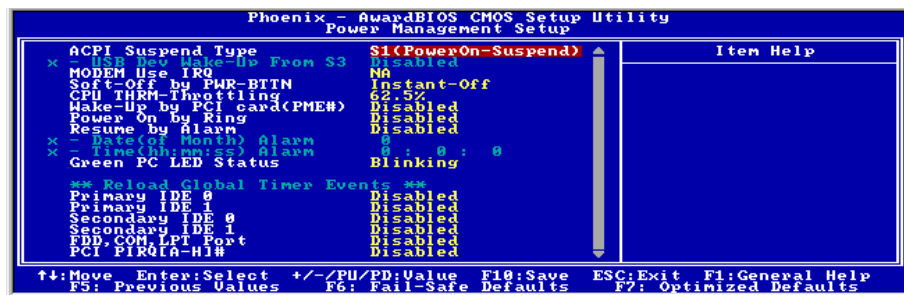 Phoenix - AwardBIOS CMOS Setup Utility
Power Management Setup
ACPI Suspend Type S1(PowerOn-Suspend) Item Help
x - USB Dev Wake-Up From S3 Disabled
MODEM Use IRQ NA
Soft-Off by PWR-BTTN Instant-Off
CPU THRM-Throttling 62.5%
Wake-Up by PCI card(PME#) Disabled
Power On by Ring Disabled
Resume by Alarm Disabled
x - Date(of Month) Alarm 0
x - Time(hh:mm:ss) Alarm 0 : 0 : 0
Green PC LED Status Blinking
** Reload Global Timer Events **
Primary IDE 0 Disabled
Primary IDE 1 Disabled
Secondary IDE 0 Disabled
Secondary IDE 1 Disabled
FDD,COM,LPT Port Disabled
PCI PIRQ[A-H]# Disabled
↑↓:Move Enter:Select +/-/PU/PD:Value F10:Save ESC:Exit F1:General Help
F5: Previous Values F6: Fail-Safe Defaults F7: Optimized Defaults